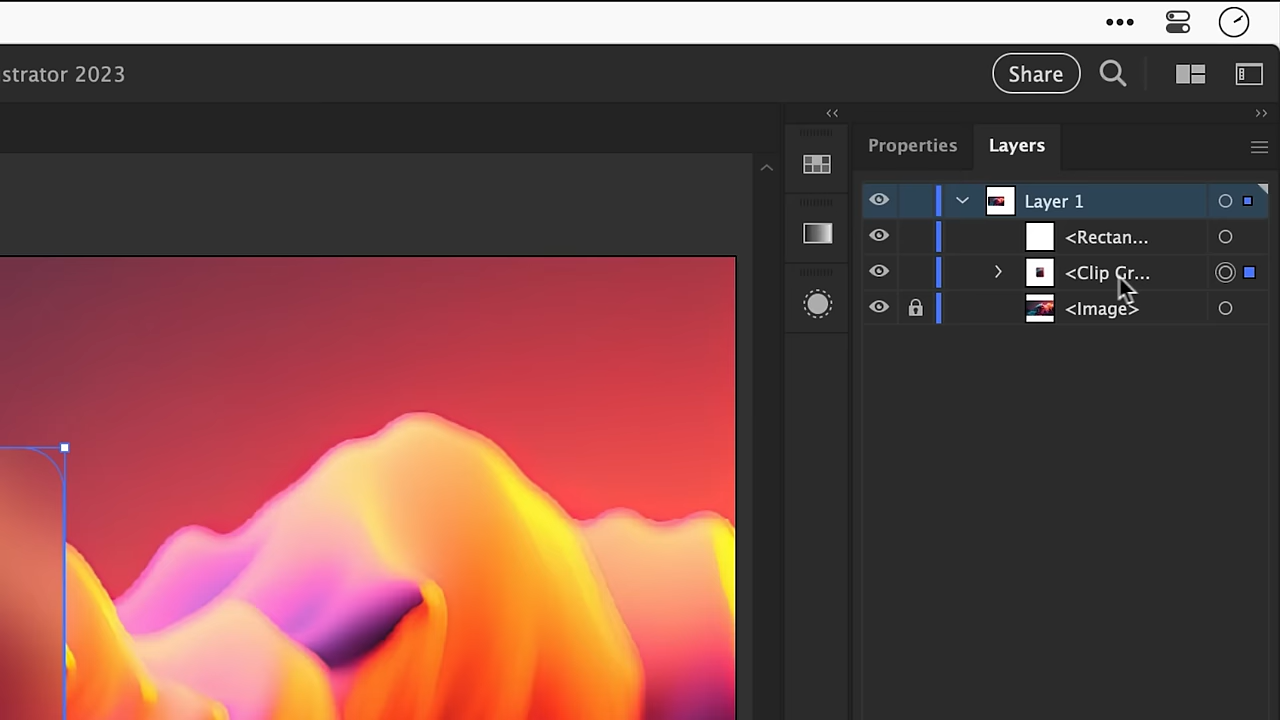 strator 2023
Share
Properties
Layers
Layer 1
<Rectan...
<Clip Gr...
<Image>